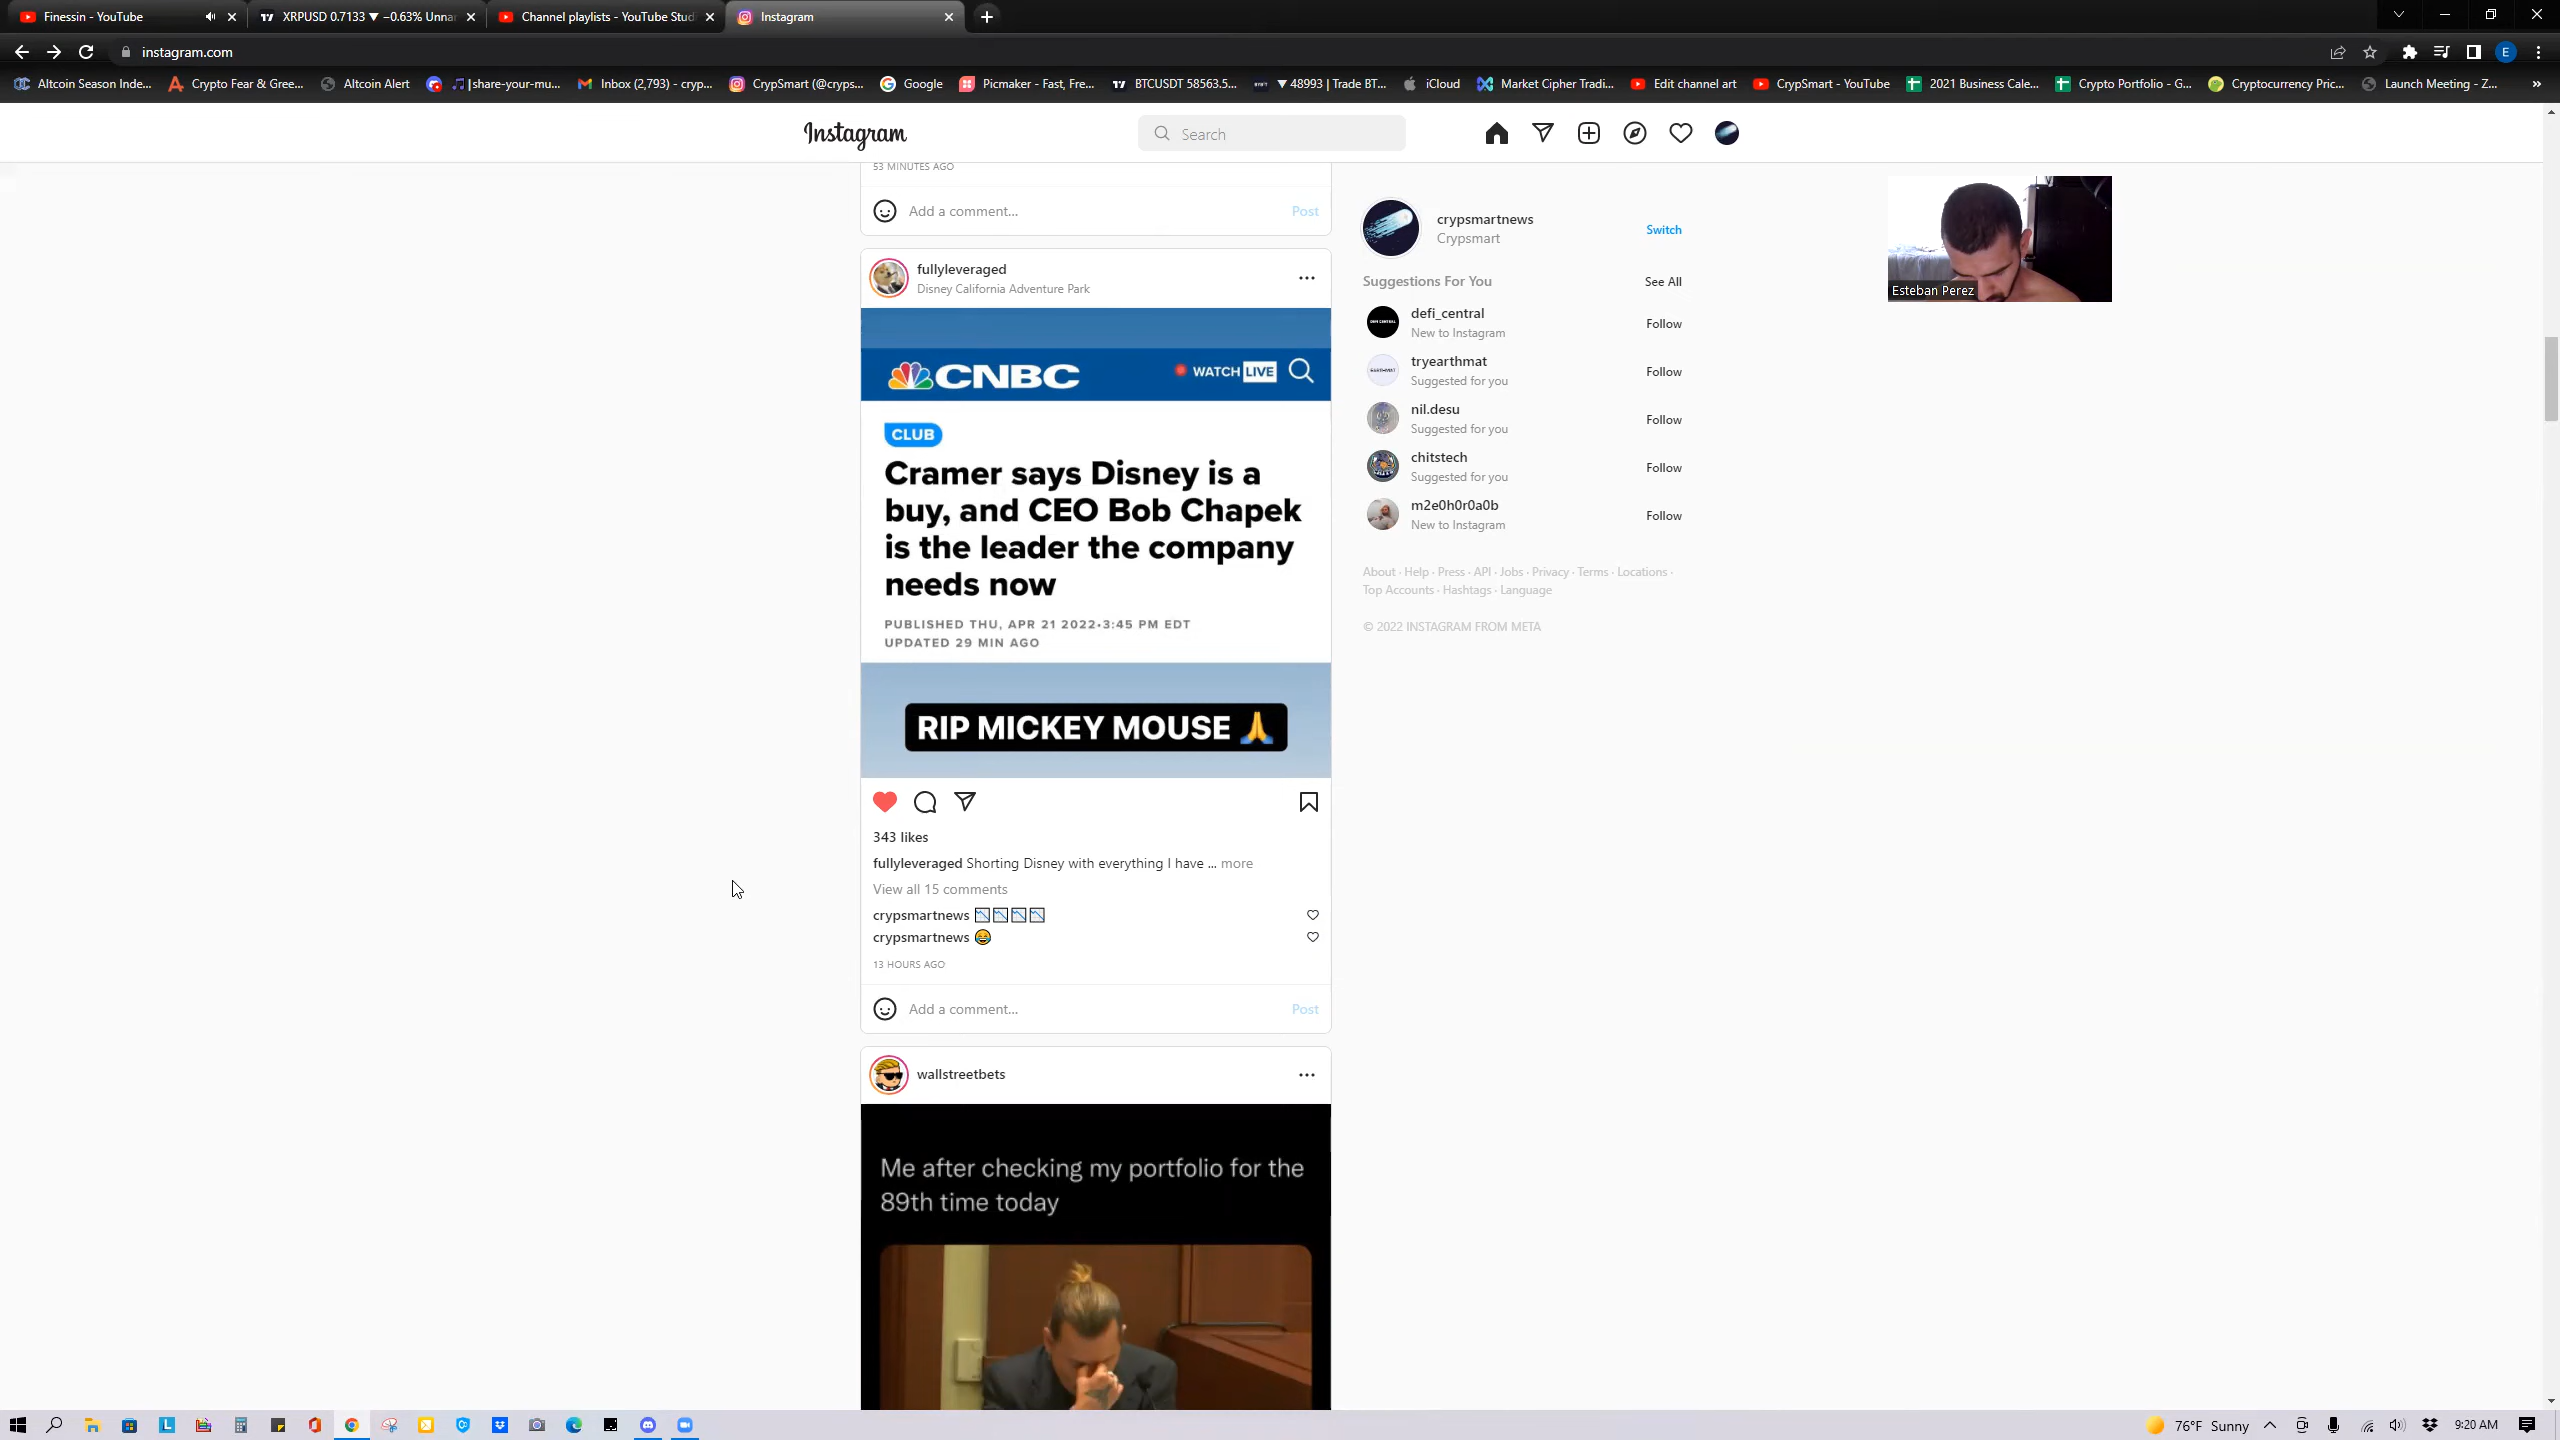 Finessin - YouTube
XRPUSD 0.7133 ▼ −0.63% Unnar
Channel playlists - YouTube Stud
Instagram
instagram.com
E
Altcoin Season Inde...
Crypto Fear & Gree...
Altcoin Alert
🎵|share-your-mu...
Inbox (2,793) - cryp...
CrypSmart (@cryps...
Google
Picmaker - Fast, Fre...
BTCUSDT 58563.5...
▼ 48993 | Trade BT...
iCloud
Market Cipher Tradi...
Edit channel art
CrypSmart - YouTube
2021 Business Cale...
Crypto Portfolio - G...
Cryptocurrency Pric...
Launch Meeting - Z...
»
Instagram
Search
53 MINUTES AGO
Add a comment...
Post
fullyleveraged
Disney California Adventure Park
CNBC
WATCH LIVE
CLUB
Cramer says Disney is a
buy, and CEO Bob Chapek
is the leader the company
needs now
PUBLISHED THU, APR 21 2022•3:45 PM EDT
UPDATED 29 MIN AGO
RIP MICKEY MOUSE 🙏
343 likes
fullyleveraged Shorting Disney with everything I have ... more
View all 15 comments
crypsmartnews 📉📉📉📉
crypsmartnews 😂
13 HOURS AGO
Add a comment...
Post
wallstreetbets
Me after checking my portfolio for the
89th time today
crypsmartnews
Crypsmart
Switch
Suggestions For You
See All
defi_central
New to Instagram
Follow
tryearthmat
Suggested for you
Follow
nil.desu
Suggested for you
Follow
chitstech
Suggested for you
Follow
m2e0h0r0a0b
New to Instagram
Follow
About · Help · Press · API · Jobs · Privacy · Terms · Locations ·
Top Accounts · Hashtags · Language
© 2022 INSTAGRAM FROM META
Esteban Perez
76°F Sunny
9:20 AM